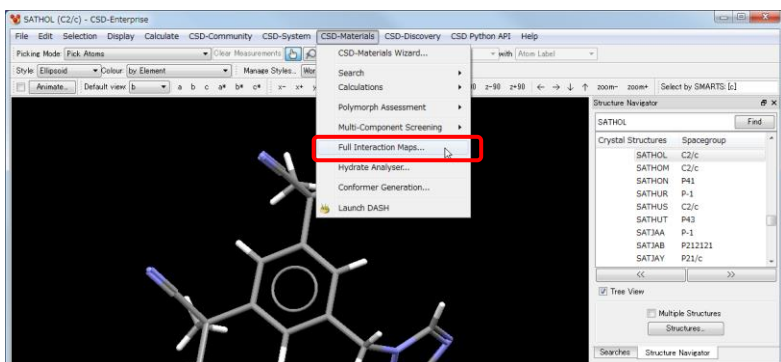 SATHOL (C2/c) - CSD-Enterprise
File Edit Selection Display Calculate CSD-Community CSD-System CSD-Materials CSD-Discovery CSD Python API Help
Picking Mode: Pick Atoms Clear Measurements with Atom Label
Style: Ellipsoid Colour: by Element Manage Styles...
Animate... Default view: b a b c a* b* c* x- x+ z-90 z+90 ← → ↓ ↑ zoom- zoom+ Select by SMARTS: [c]
CSD-Materials Wizard...
Search
Calculations
Polymorph Assessment
Multi-Component Screening
Full Interaction Maps...
Hydrate Analyser...
Conformer Generation...
Launch DASH
Structure Navigator
SATHOL Find
Crystal Structures Spacegroup
SATHOL C2/c
SATHOM C2/c
SATHON P41
SATHUR P-1
SATHUS C2/c
SATHUT P43
SATJAA P-1
SATJAB P212121
SATJAY P21/c
<< >>
Tree View
Multiple Structures
Structures...
Searches Structure Navigator